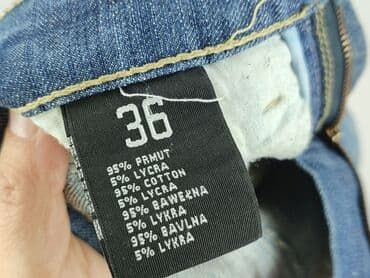 36
95% PAMUT
5% LYCRA
95% COTTON
5% LYCRA
95% BAWEŁNA
5% LYKRA
95% BAVLNA
5% LYKRA